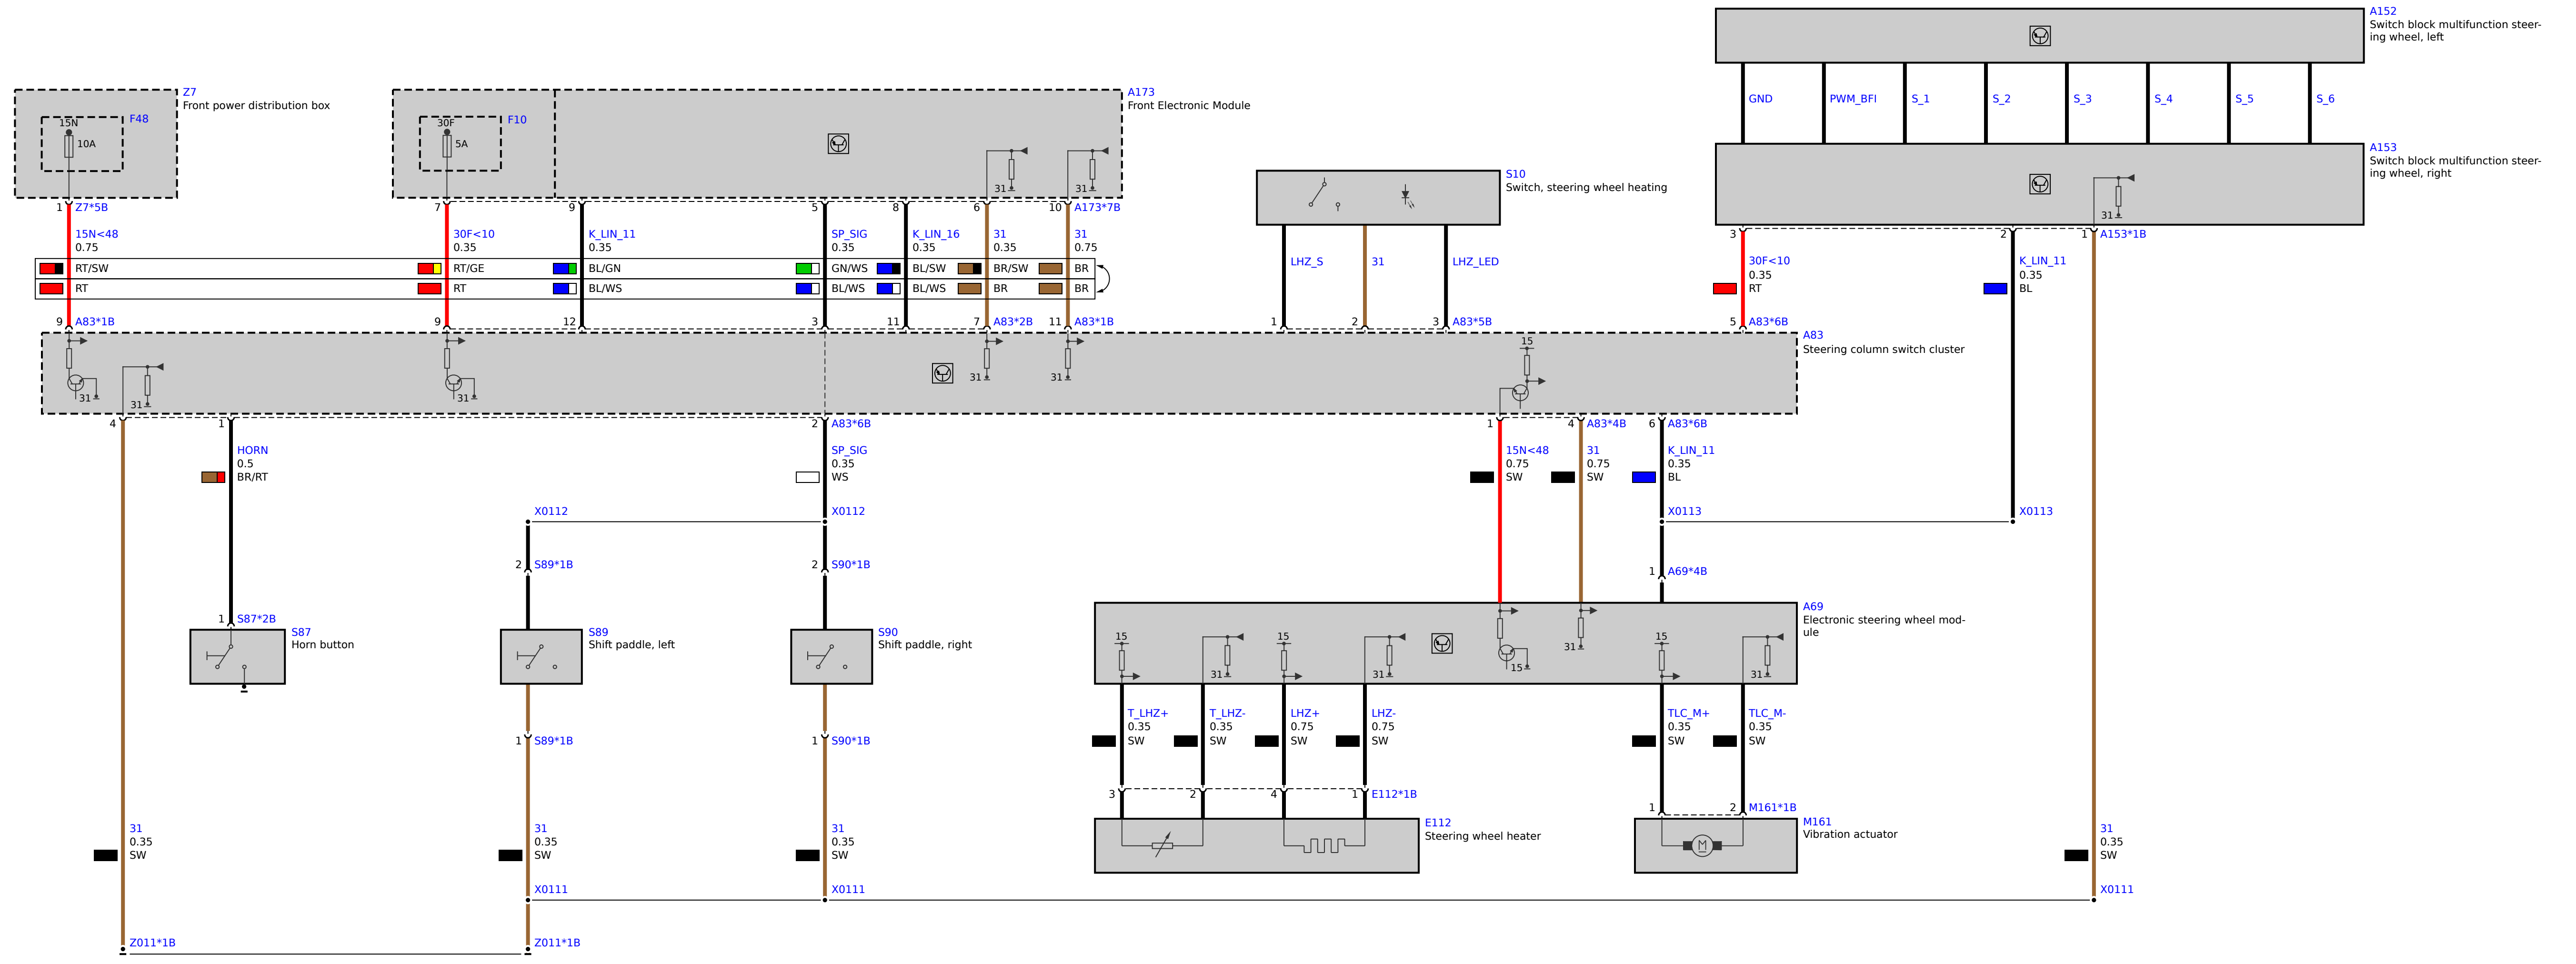 A152
Switch block multifunction steer-
ing wheel, left
Z7
Front power distribution box
A173
Front Electronic Module
GND
PWM_BFI
S_1
S_2
S_3
S_4
S_5
S_6
15N
F48
10A
30F
F10
5A
31
31
A153
Switch block multifunction steer-
ing wheel, right
31
S10
Switch, steering wheel heating
1 Z7*5B
7
9
5
8
6
10 A173*7B
3
2
1 A153*1B
15N<48
0.75
30F<10
0.35
K_LIN_11
0.35
SP_SIG
0.35
K_LIN_16
0.35
31
0.35
31
0.75
LHZ_S
31
LHZ_LED
30F<10
0.35
RT
K_LIN_11
0.35
BL
RT/SW
RT/GE
BL/GN
GN/WS
BL/SW
BR/SW
BR
RT
RT
BL/WS
BL/WS
BL/WS
BR
BR
9 A83*1B
9
12
3
11
7 A83*2B
11 A83*1B
1
2
3 A83*5B
5 A83*6B
A83
Steering column switch cluster
31
31
31
31
31
15
4
1
2 A83*6B
1
4 A83*4B
6 A83*6B
HORN
0.5
BR/RT
SP_SIG
0.35
WS
15N<48
0.75
SW
31
0.75
SW
K_LIN_11
0.35
BL
X0112
X0112
X0113
X0113
2 S89*1B
2 S90*1B
1 A69*4B
1 S87*2B
S87
Horn button
S89
Shift paddle, left
S90
Shift paddle, right
A69
Electronic steering wheel mod-
ule
15
31
15
31
15
31
15
31
T_LHZ+
0.35
SW
T_LHZ-
0.35
SW
LHZ+
0.75
SW
LHZ-
0.75
SW
TLC_M+
0.35
SW
TLC_M-
0.35
SW
1 S89*1B
1 S90*1B
3
2
4
1 E112*1B
1
2 M161*1B
E112
Steering wheel heater
M161
Vibration actuator
M
31
0.35
SW
31
0.35
SW
31
0.35
SW
31
0.35
SW
X0111
X0111
X0111
Z011*1B
Z011*1B